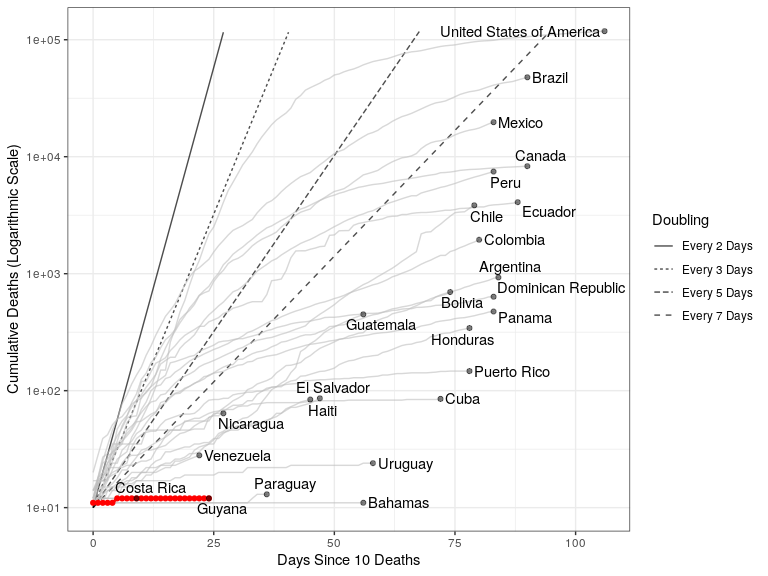 Cumulative Deaths (Logarithmic Scale)
1e+05
1e+04
1e+03
1e+02
1e+01
United States of America
Brazil
Mexico
Canada
Peru
Ecuador
Chile
Colombia
Argentina
Dominican Republic
Bolivia
Guatemala
Panama
Honduras
Puerto Rico
El Salvador
Haiti
Cuba
Nicaragua
Venezuela
Uruguay
Paraguay
Costa Rica
Guyana
Bahamas
0
25
50
75
100
Days Since 10 Deaths
Doubling
Every 2 Days
Every 3 Days
Every 5 Days
Every 7 Days